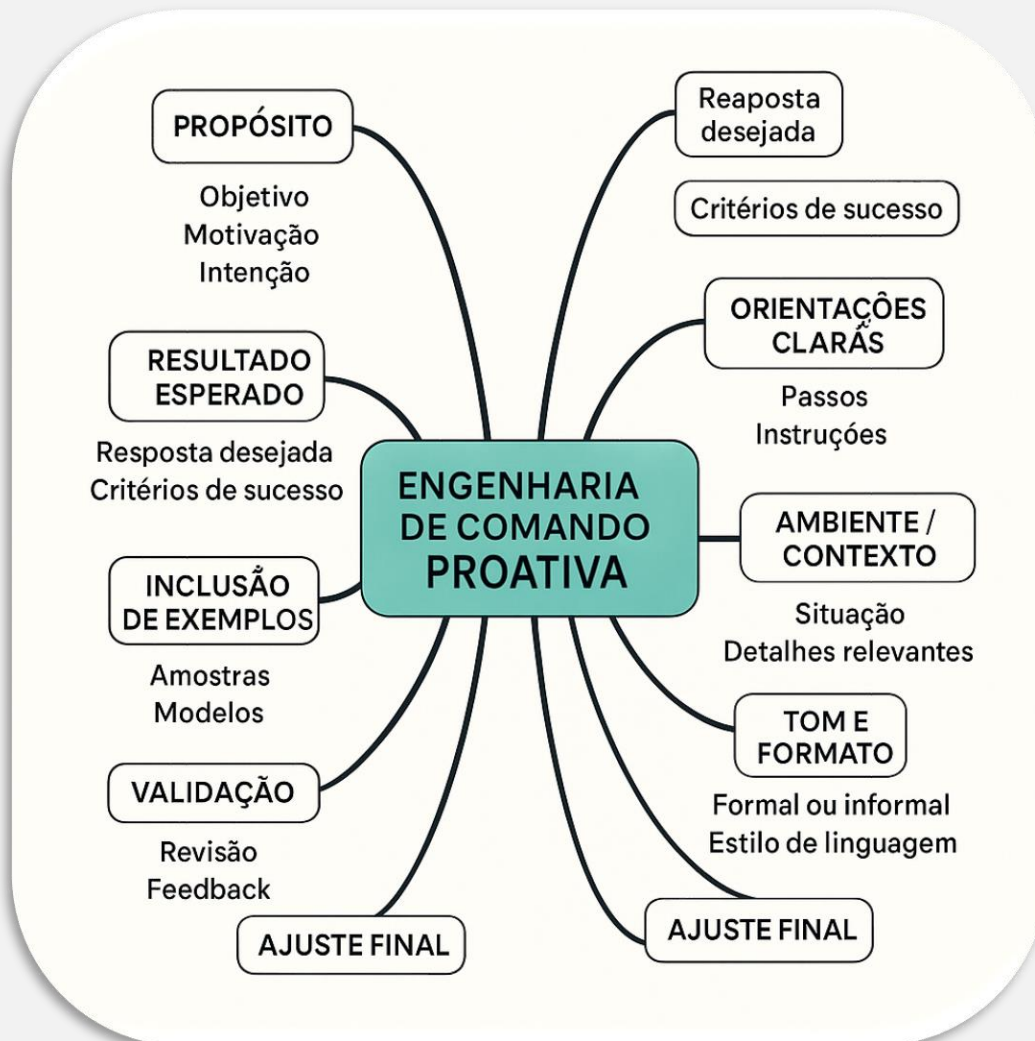 PROPÓSITO
Objetivo
Motivação
Intenção
RESULTADO
ESPERADO
Resposta desejada
Critérios de sucesso
INCLUSÃO
DE EXEMPLOS
Amostras
Modelos
VALIDAÇÃO
Revisão
Feedback
AJUSTE FINAL
ENGENHARIA
DE COMANDO
PROATIVA
Reaposta
desejada
Critérios de sucesso
ORIENTAÇÕES
CLARÃS
Passos
Instruçóes
AMBIENTE /
CONTEXTO
Situação
Detalhes relevantes
TOM E
FORMATO
Formal ou informal
Estilo de linguagem
AJUSTE FINAL